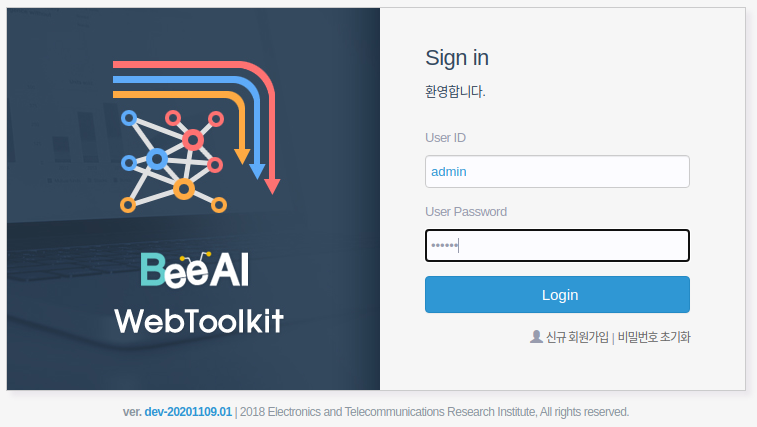 BeeAI
WebToolkit
Sign in
환영합니다.
User ID
admin
User Password
••••••
Login
신규 회원가입 | 비밀번호 초기화
ver. dev-20201109.01 | 2018 Electronics and Telecommunications Research Institute, All rights reserved.